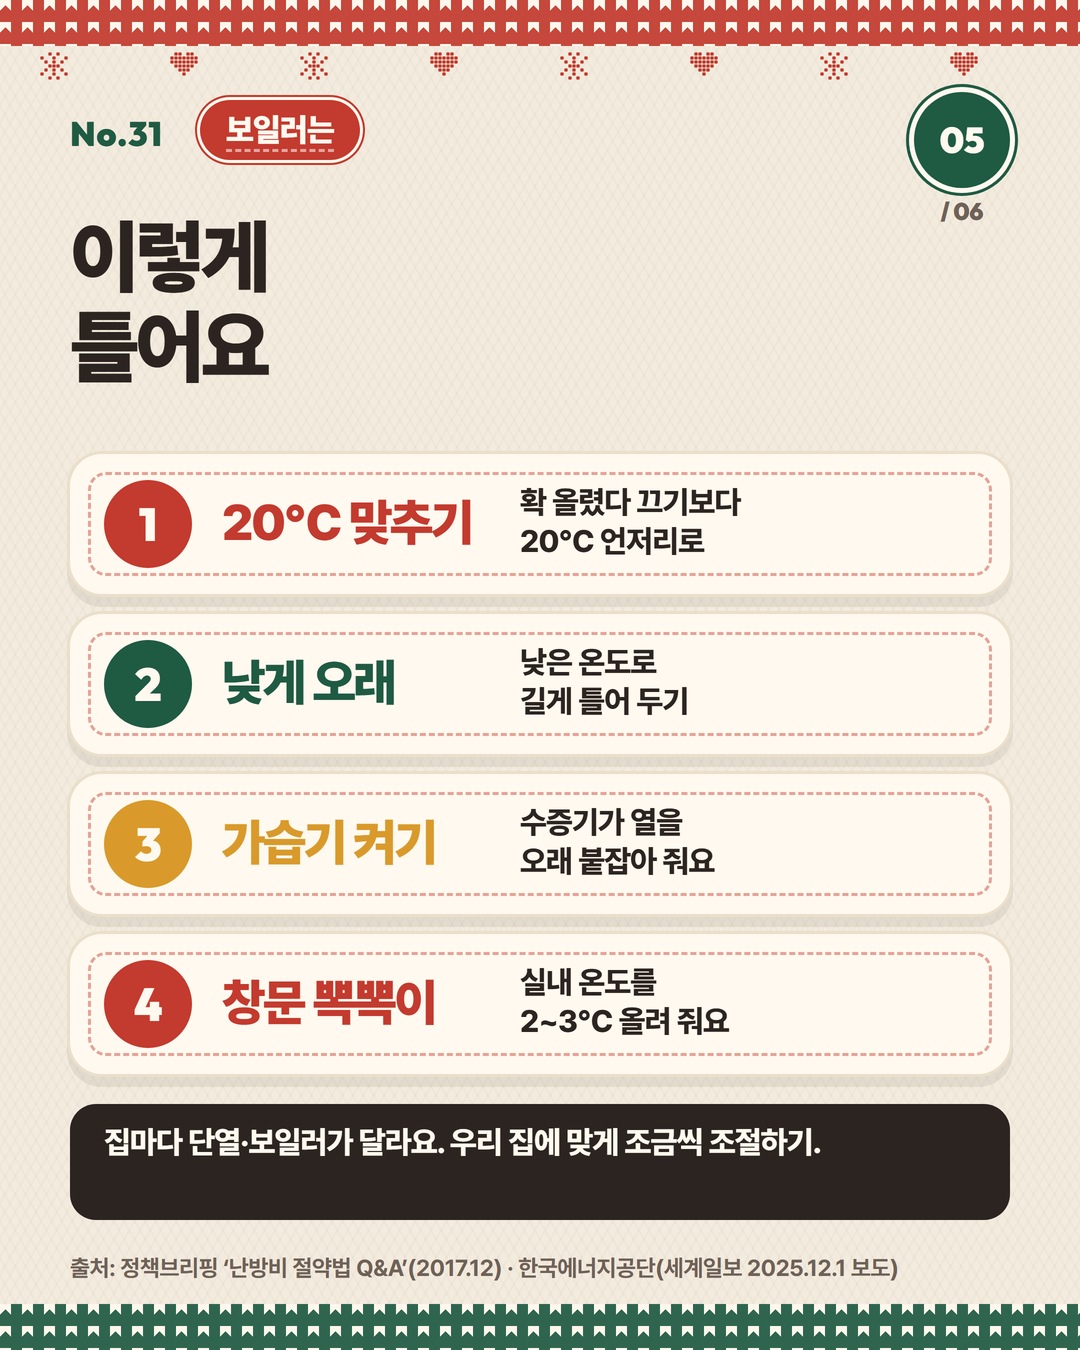 No.31
보일러는
05
/ 06
이렇게
틀어요
1
20°C 맞추기
확 올렸다 끄기보다
20°C 언저리로
2
낮게 오래
낮은 온도로
길게 틀어 두기
3
가습기 켜기
수증기가 열을
오래 붙잡아 줘요
4
창문 뽁뽁이
실내 온도를
2~3°C 올려 줘요
집마다 단열·보일러가 달라요. 우리 집에 맞게 조금씩 조절하기.
출처: 정책브리핑 ‘난방비 절약법 Q&A’(2017.12) · 한국에너지공단(세계일보 2025.12.1 보도)